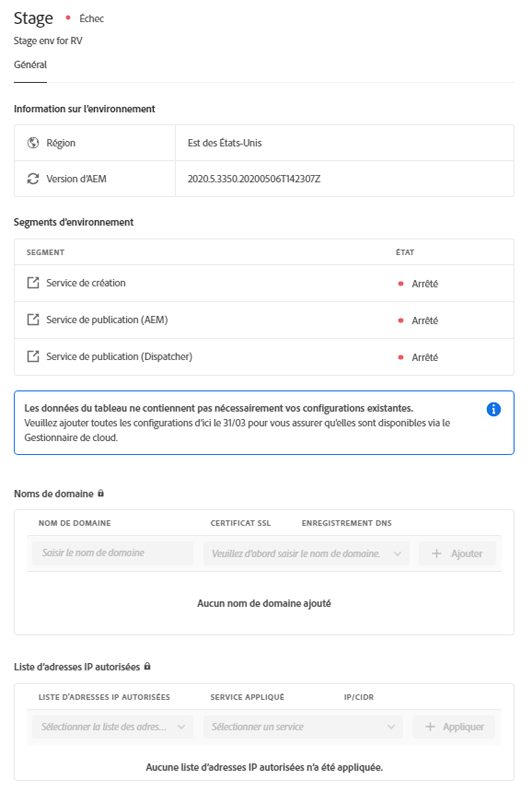 Stage Échec
Stage env for RV
Général
Information sur l'environnement
Région Est des États-Unis
Version d'AEM 2020.5.3350.20200506T142307Z
Segments d'environnement
SEGMENT ÉTAT
Service de création Arrêté
Service de publication (AEM) Arrêté
Service de publication (Dispatcher) Arrêté
Les données du tableau ne contiennent pas nécessairement vos configurations existantes.
Veuillez ajouter toutes les configurations d'ici le 31/03 pour vous assurer qu'elles sont disponibles via le
Gestionnaire de cloud.
Noms de domaine
NOM DE DOMAINE CERTIFICAT SSL ENREGISTREMENT DNS
Saisir le nom de domaine Veuillez d'abord saisir le nom de domaine. Ajouter
Aucun nom de domaine ajouté
Liste d'adresses IP autorisées
LISTE D'ADRESSES IP AUTORISÉES SERVICE APPLIQUÉ IP/CIDR
Sélectionner la liste des adres... Sélectionner un service Appliquer
Aucune liste d'adresses IP autorisées n'a été appliquée.